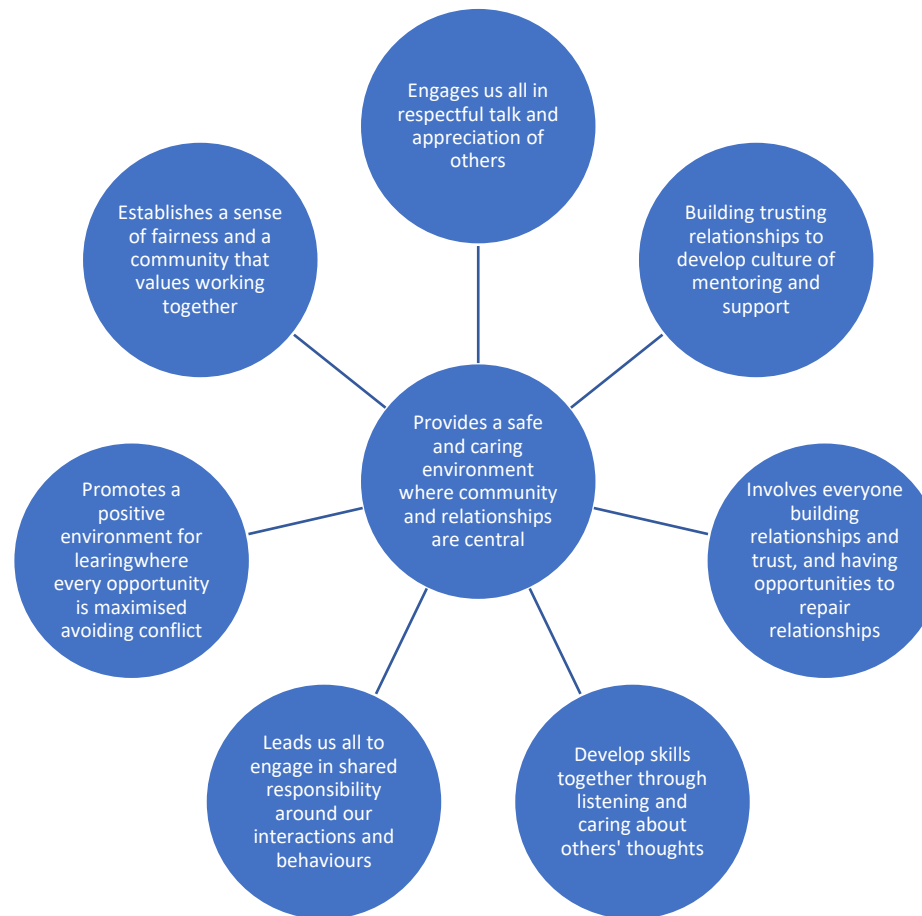 Engages us all in
respectful talk and
appreciation of
others
Building trusting
relationships to
develop culture of
mentoring and
support
Involves everyone
building
relationships and
trust, and having
opportunities to
repair
relationships
Develop skills
together through
listening and
caring about
others' thoughts
Leads us all to
engage in shared
responsibility
around our
interactions and
behaviours
Promotes a
positive
environment for
learingwhere
every opportunity
is maximised
avoiding conflict
Establishes a sense
of fairness and a
community that
values working
together
Provides a safe
and caring
environment
where community
and relationships
are central